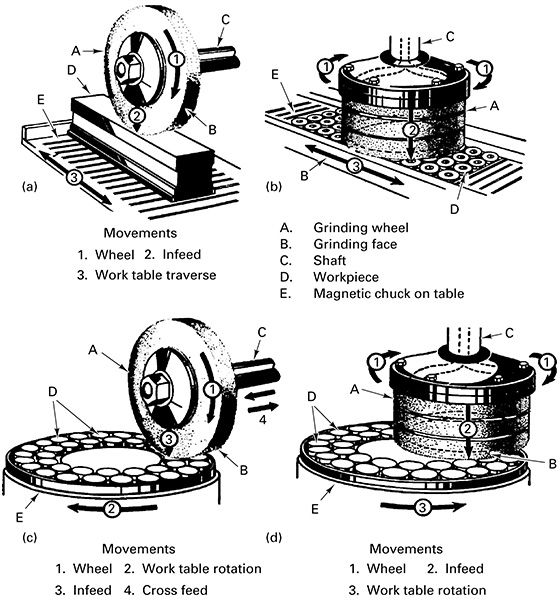 C
A
1
D
2
E
B
3
(a)
C
1
1
E
A
2
3
B
D
(b)
Movements
1. Wheel 2. Infeed
3. Work table traverse
A. Grinding wheel
B. Grinding face
C. Shaft
D. Workpiece
E. Magnetic chuck on table
C
A
1
D
4
3
B
E
2
(c)
Movements
1. Wheel 2. Work table rotation
3. Infeed 4. Cross feed
C
1
1
A
D
2
B
E
3
(d)
Movements
1. Wheel 2. Infeed
3. Work table rotation